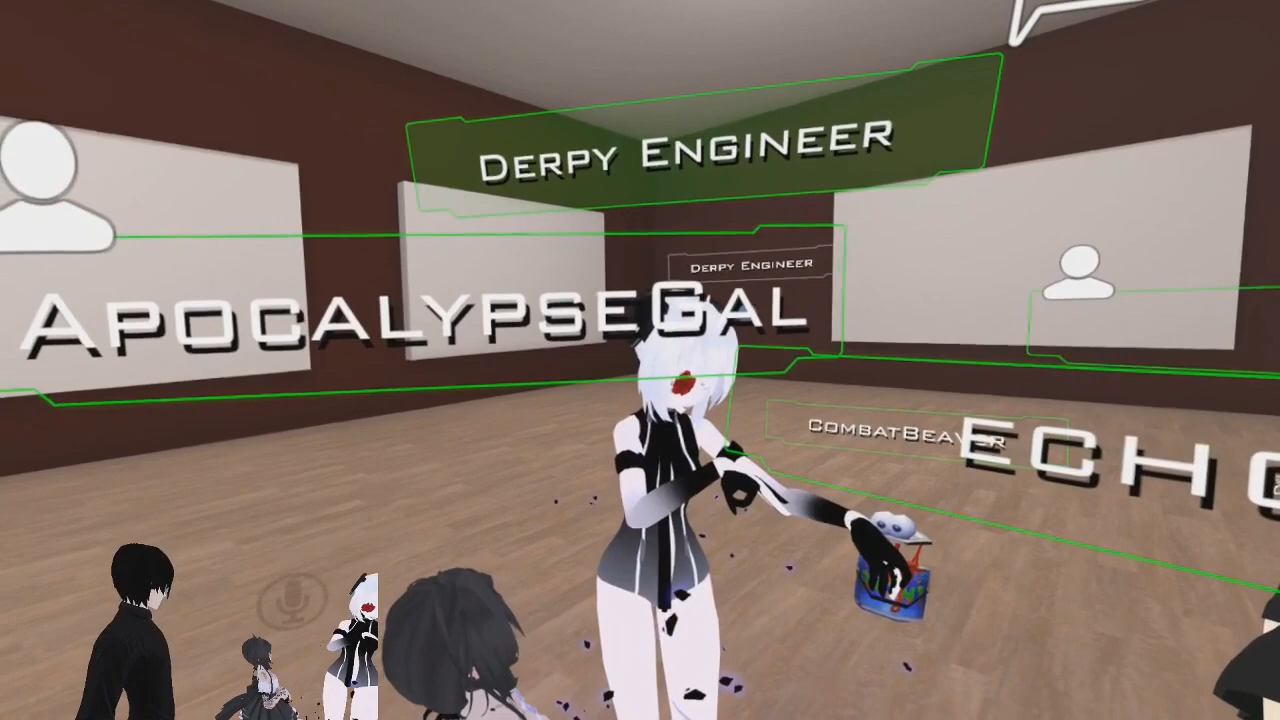 Derpy Engineer
Derpy Engineer
ApocalypseGal
CombatBeaver
Echo